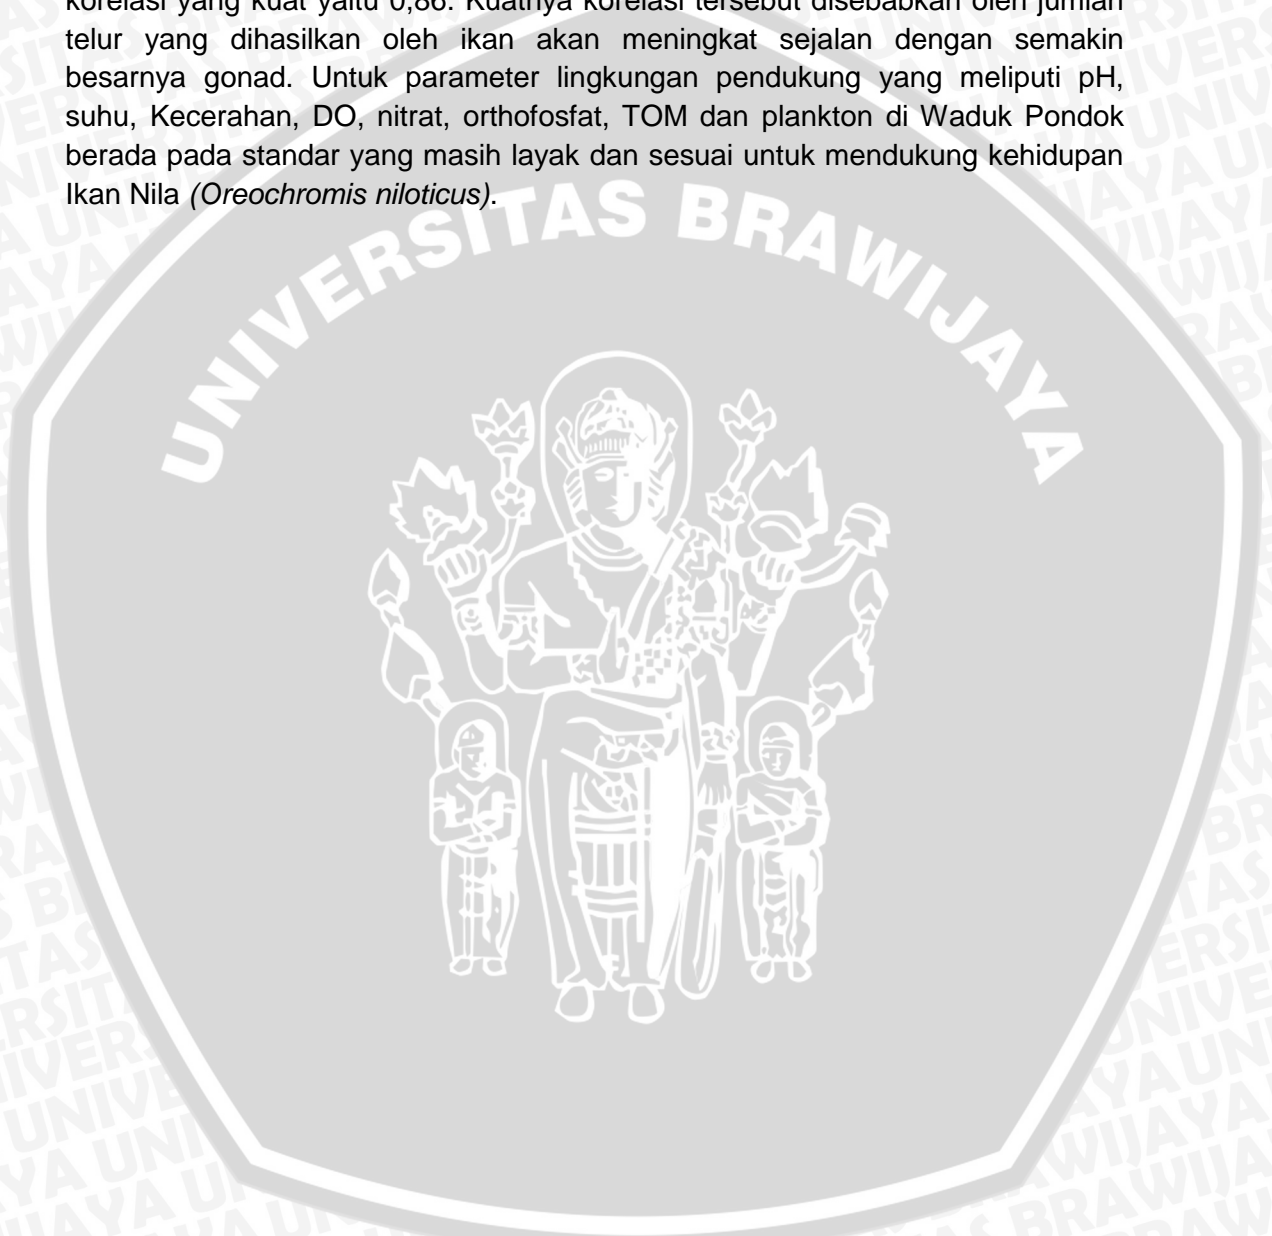 korelasi yang kuat yaitu 0,86. Kuatnya korelasi tersebut disebabkan oleh jumlah
telur yang dihasilkan oleh ikan akan meningkat sejalan dengan semakin
besarnya gonad. Untuk parameter lingkungan pendukung yang meliputi pH,
suhu, Kecerahan, DO, nitrat, orthofosfat, TOM dan plankton di Waduk Pondok
berada pada standar yang masih layak dan sesuai untuk mendukung kehidupan
Ikan Nila (Oreochromis niloticus).
UNIVERSITAS BRAWIJAYA